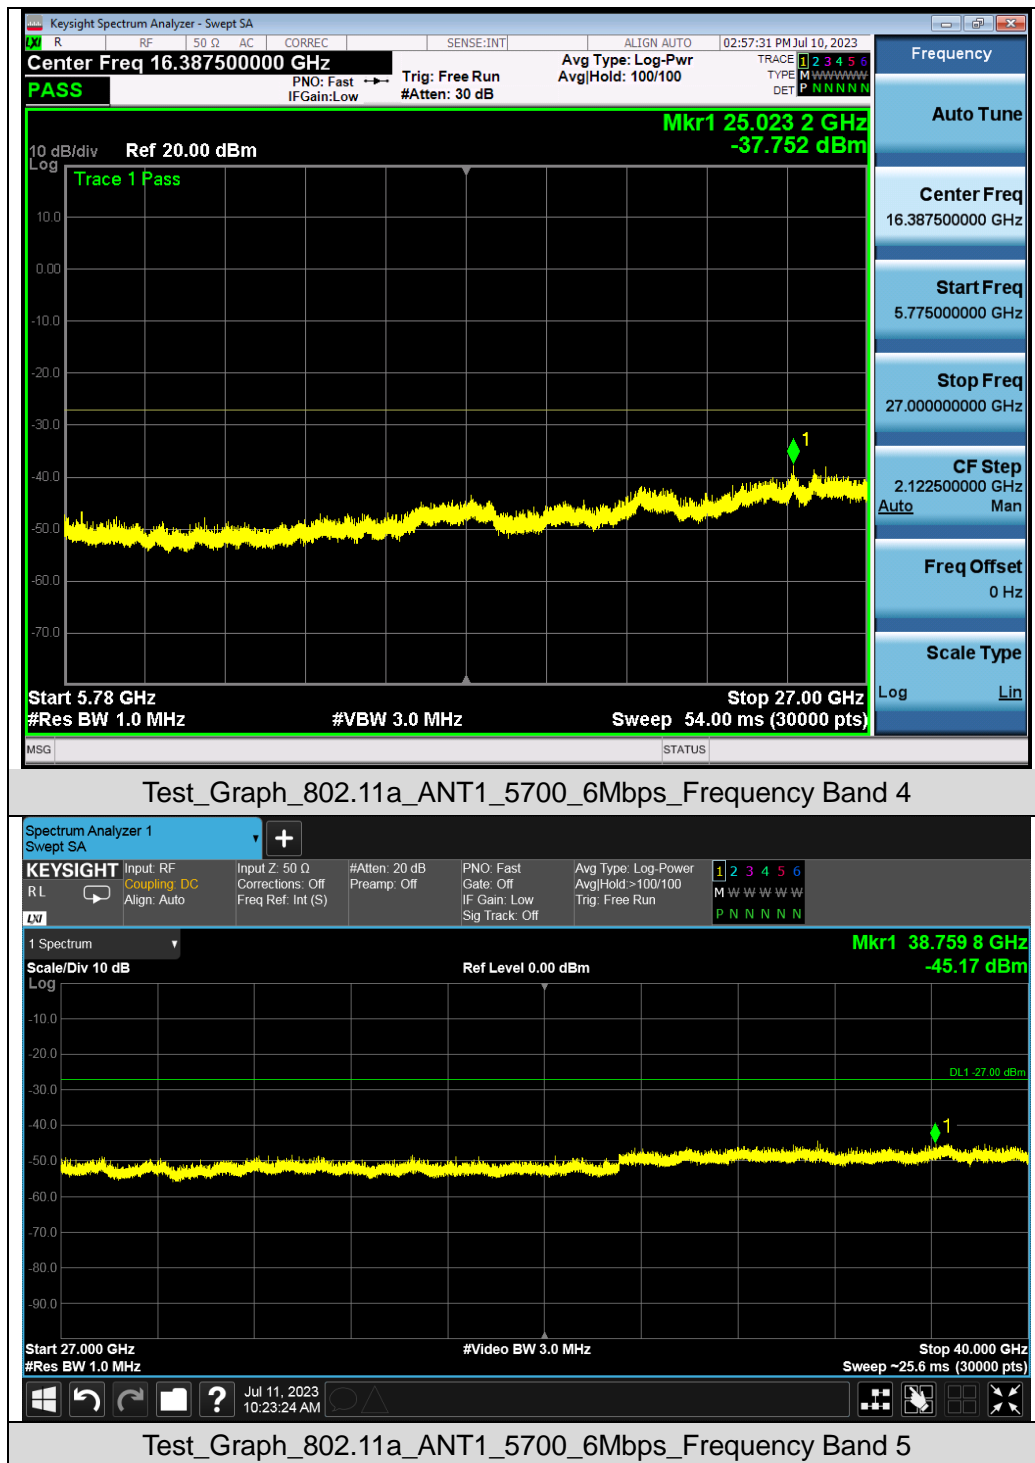 Keysight Spectrum Analyzer - Swept SA
LXI R RF 50 Ω AC CORREC SENSE:INT ALIGN AUTO 02:57:31 PM Jul 10, 2023
Center Freq 16.387500000 GHz
PASS
PNO: Fast
IFGain:Low
Trig: Free Run
#Atten: 30 dB
Avg Type: Log-Pwr
Avg|Hold: 100/100
TRACE 1 2 3 4 5 6
TYPE M W W W W W
DET P N N N N N
Mkr1 25.023 2 GHz
-37.752 dBm
10 dB/div Ref 20.00 dBm
Log
Trace 1 Pass
10.0
0.00
-10.0
-20.0
-30.0
-40.0
-50.0
-60.0
-70.0
1
Start 5.78 GHz Stop 27.00 GHz
#Res BW 1.0 MHz #VBW 3.0 MHz Sweep 54.00 ms (30000 pts)
MSG STATUS
Frequency
Auto Tune
Center Freq
16.387500000 GHz
Start Freq
5.775000000 GHz
Stop Freq
27.000000000 GHz
CF Step
2.122500000 GHz
Auto Man
Freq Offset
0 Hz
Scale Type
Log Lin
Test_Graph_802.11a_ANT1_5700_6Mbps_Frequency Band 4
Spectrum Analyzer 1
Swept SA
+
KEYSIGHT
R L
LXI
Input: RF
Coupling: DC
Align: Auto
Input Z: 50 Ω
Corrections: Off
Freq Ref: Int (S)
#Atten: 20 dB
Preamp: Off
PNO: Fast
Gate: Off
IF Gain: Low
Sig Track: Off
Avg Type: Log-Power
Avg|Hold:>100/100
Trig: Free Run
1 2 3 4 5 6
M W W W W W
P N N N N N
1 Spectrum
Mkr1 38.759 8 GHz
-45.17 dBm
Scale/Div 10 dB Ref Level 0.00 dBm
Log
-10.0
-20.0
-30.0
-40.0
-50.0
-60.0
-70.0
-80.0
-90.0
DL1 -27.00 dBm
1
Start 27.000 GHz #Video BW 3.0 MHz Stop 40.000 GHz
#Res BW 1.0 MHz Sweep ~25.6 ms (30000 pts)
?
Jul 11, 2023
10:23:24 AM
Test_Graph_802.11a_ANT1_5700_6Mbps_Frequency Band 5